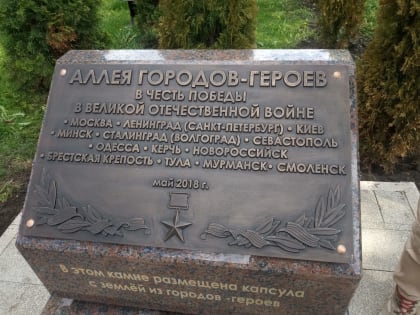 АЛЛЕЯ ГОРОДОВ-ГЕРОЕВ
В ЧЕСТЬ ПОБЕДЫ
В ВЕЛИКОЙ ОТЕЧЕСТВЕННОЙ ВОЙНЕ
• МОСКВА • ЛЕНИНГРАД (САНКТ-ПЕТЕРБУРГ) • КИЕВ
• МИНСК • СТАЛИНГРАД (ВОЛГОГРАД) • СЕВАСТОПОЛЬ
• ОДЕССА • КЕРЧЬ • НОВОРОССИЙСК
• БРЕСТСКАЯ КРЕПОСТЬ • ТУЛА • МУРМАНСК • СМОЛЕНСК
МАЙ 2018 г.
В этом камне размещена капсула
с землёй из городов -героев